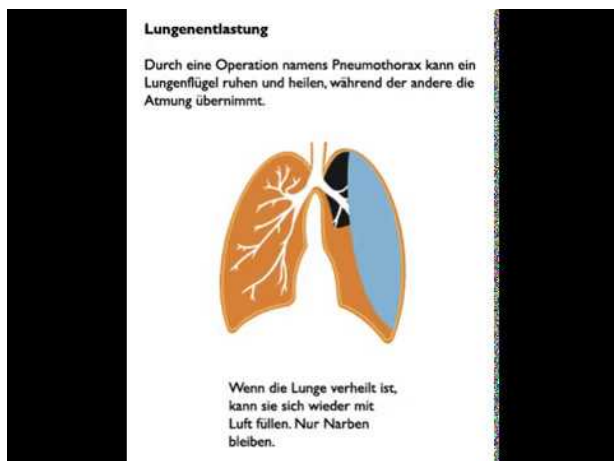 Lungenentlastung
Durch eine Operation namens Pneumothorax kann ein
Lungenflügel ruhen und heilen, während der andere die
Atmung übernimmt.
Wenn die Lunge verheilt ist,
kann sie sich wieder mit
Luft füllen. Nur Narben
bleiben.